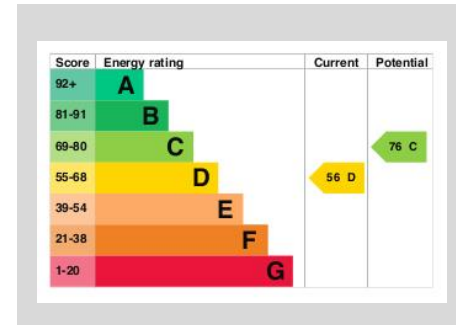 Score Energy rating Current Potential
92+ A
81-91 B
69-80 C 76 C
55-68 D 56 D
39-54 E
21-38 F
1-20 G